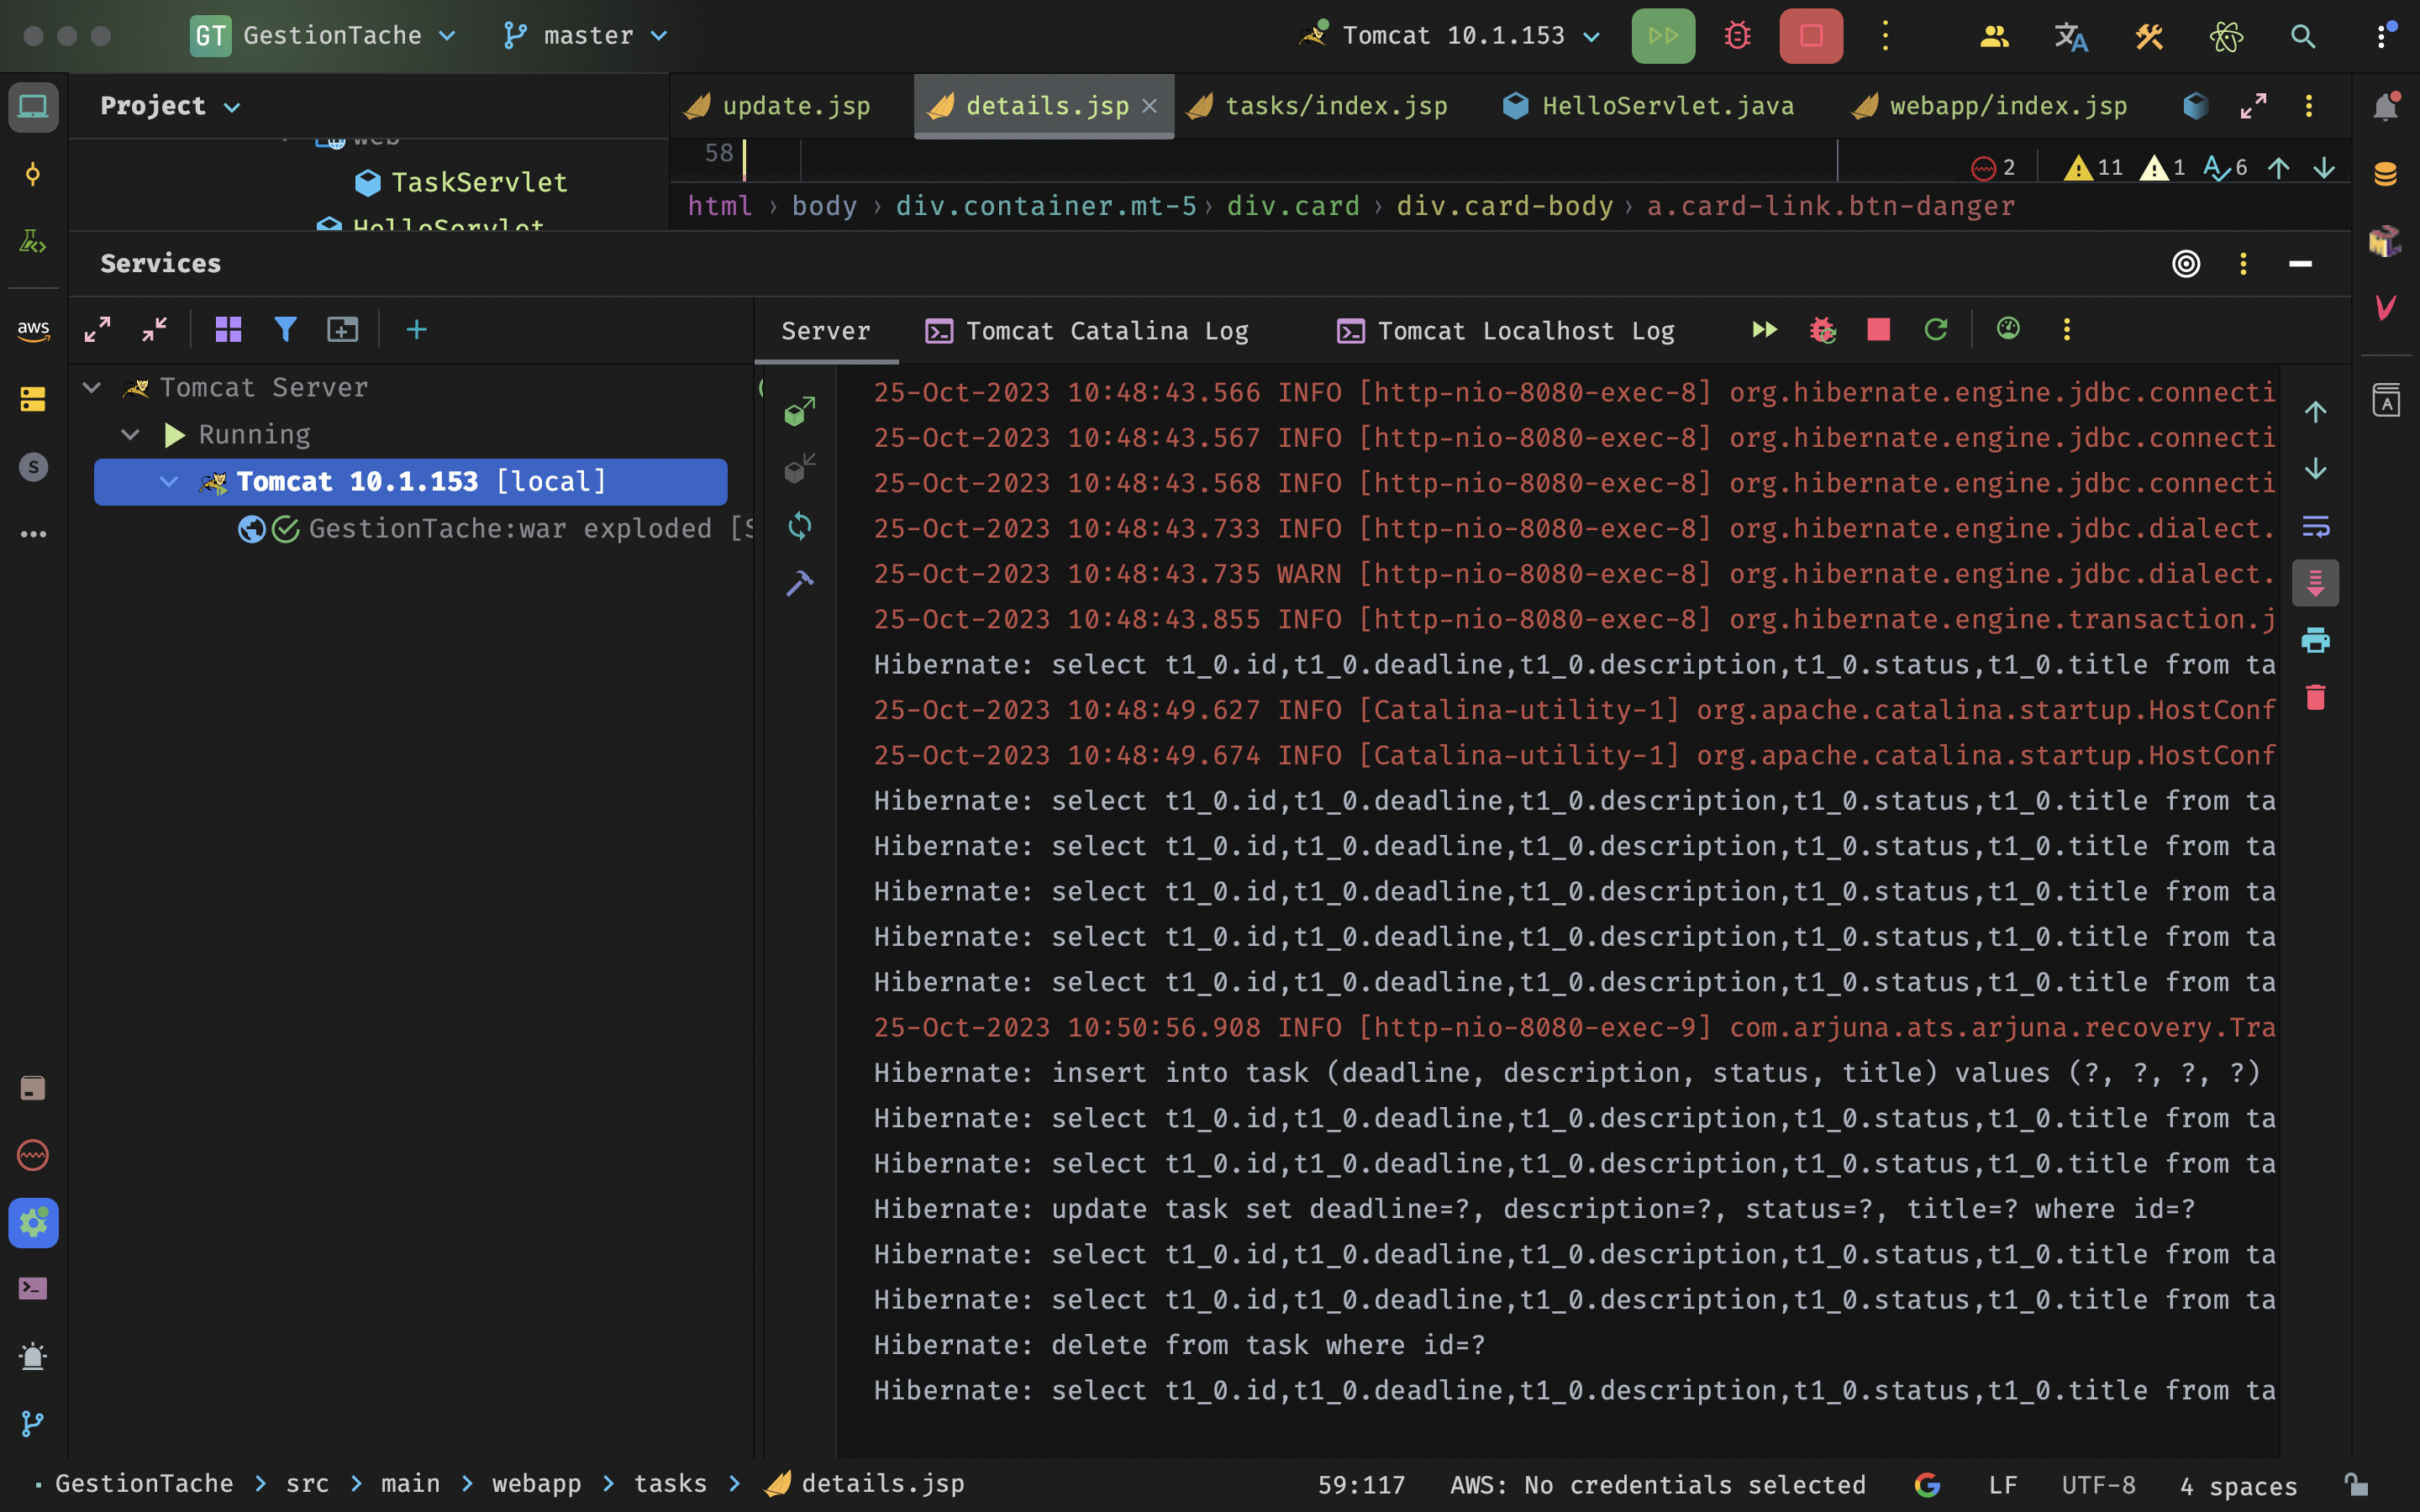 GT GestionTache master Tomcat 10.1.153
Project
update.jsp details.jsp tasks/index.jsp HelloServlet.java webapp/index.jsp
web
TaskServlet
HelloServlet
58
2 11 1 6
html › body › div.container.mt-5 › div.card › div.card-body › a.card-link.btn-danger
Services
aws
Server Tomcat Catalina Log Tomcat Localhost Log
Tomcat Server
Running
Tomcat 10.1.153 [local]
GestionTache:war exploded [S
S
A
25-Oct-2023 10:48:43.566 INFO [http-nio-8080-exec-8] org.hibernate.engine.jdbc.connecti
25-Oct-2023 10:48:43.567 INFO [http-nio-8080-exec-8] org.hibernate.engine.jdbc.connecti
25-Oct-2023 10:48:43.568 INFO [http-nio-8080-exec-8] org.hibernate.engine.jdbc.connecti
25-Oct-2023 10:48:43.733 INFO [http-nio-8080-exec-8] org.hibernate.engine.jdbc.dialect.
25-Oct-2023 10:48:43.735 WARN [http-nio-8080-exec-8] org.hibernate.engine.jdbc.dialect.
25-Oct-2023 10:48:43.855 INFO [http-nio-8080-exec-8] org.hibernate.engine.transaction.j
Hibernate: select t1_0.id,t1_0.deadline,t1_0.description,t1_0.status,t1_0.title from ta
25-Oct-2023 10:48:49.627 INFO [Catalina-utility-1] org.apache.catalina.startup.HostConf
25-Oct-2023 10:48:49.674 INFO [Catalina-utility-1] org.apache.catalina.startup.HostConf
Hibernate: select t1_0.id,t1_0.deadline,t1_0.description,t1_0.status,t1_0.title from ta
Hibernate: select t1_0.id,t1_0.deadline,t1_0.description,t1_0.status,t1_0.title from ta
Hibernate: select t1_0.id,t1_0.deadline,t1_0.description,t1_0.status,t1_0.title from ta
Hibernate: select t1_0.id,t1_0.deadline,t1_0.description,t1_0.status,t1_0.title from ta
Hibernate: select t1_0.id,t1_0.deadline,t1_0.description,t1_0.status,t1_0.title from ta
25-Oct-2023 10:50:56.908 INFO [http-nio-8080-exec-9] com.arjuna.ats.arjuna.recovery.Tra
Hibernate: insert into task (deadline, description, status, title) values (?, ?, ?, ?)
Hibernate: select t1_0.id,t1_0.deadline,t1_0.description,t1_0.status,t1_0.title from ta
Hibernate: select t1_0.id,t1_0.deadline,t1_0.description,t1_0.status,t1_0.title from ta
Hibernate: update task set deadline=?, description=?, status=?, title=? where id=?
Hibernate: select t1_0.id,t1_0.deadline,t1_0.description,t1_0.status,t1_0.title from ta
Hibernate: select t1_0.id,t1_0.deadline,t1_0.description,t1_0.status,t1_0.title from ta
Hibernate: delete from task where id=?
Hibernate: select t1_0.id,t1_0.deadline,t1_0.description,t1_0.status,t1_0.title from ta
GestionTache > src > main > webapp > tasks > details.jsp 59:117 AWS: No credentials selected LF UTF-8 4 spaces